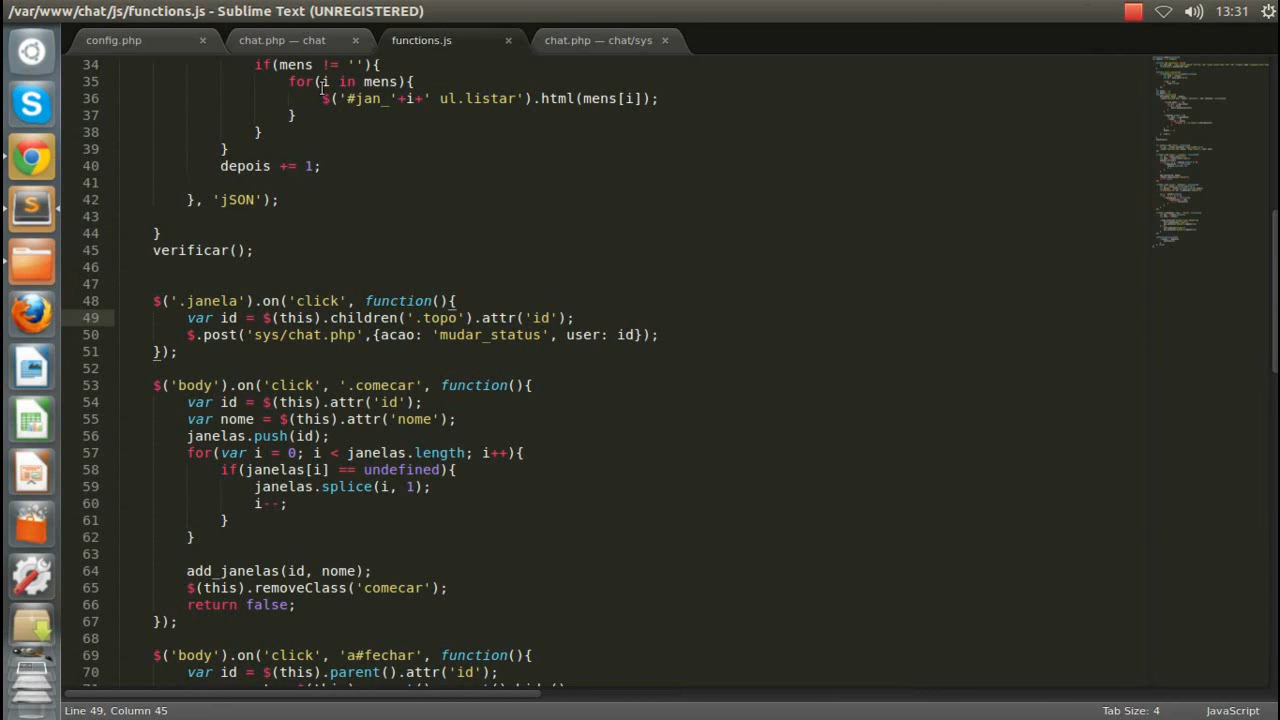 /var/www/chat/js/functions.js - Sublime Text (UNREGISTERED)
13:31
config.php × chat.php — chat × functions.js × chat.php — chat/sys ×
34 if(mens != ''){
35 for(i in mens){
36 $('#jan_'+i+' ul.listar').html(mens[i]);
37 }
38 }
39 }
40 depois += 1;
41
42 }, 'jSON');
43
44 }
45 verificar();
46
47
48 $('.janela').on('click', function(){
49 var id = $(this).children('.topo').attr('id');
50 $.post('sys/chat.php',{acao: 'mudar_status', user: id});
51 });
52
53 $('body').on('click', '.comecar', function(){
54 var id = $(this).attr('id');
55 var nome = $(this).attr('nome');
56 janelas.push(id);
57 for(var i = 0; i < janelas.length; i++){
58 if(janelas[i] == undefined){
59 janelas.splice(i, 1);
60 i--;
61 }
62 }
63
64 add_janelas(id, nome);
65 $(this).removeClass('comecar');
66 return false;
67 });
68
69 $('body').on('click', 'a#fechar', function(){
70 var id = $(this).parent().attr('id');
Line 49, Column 45
Tab Size: 4
JavaScript